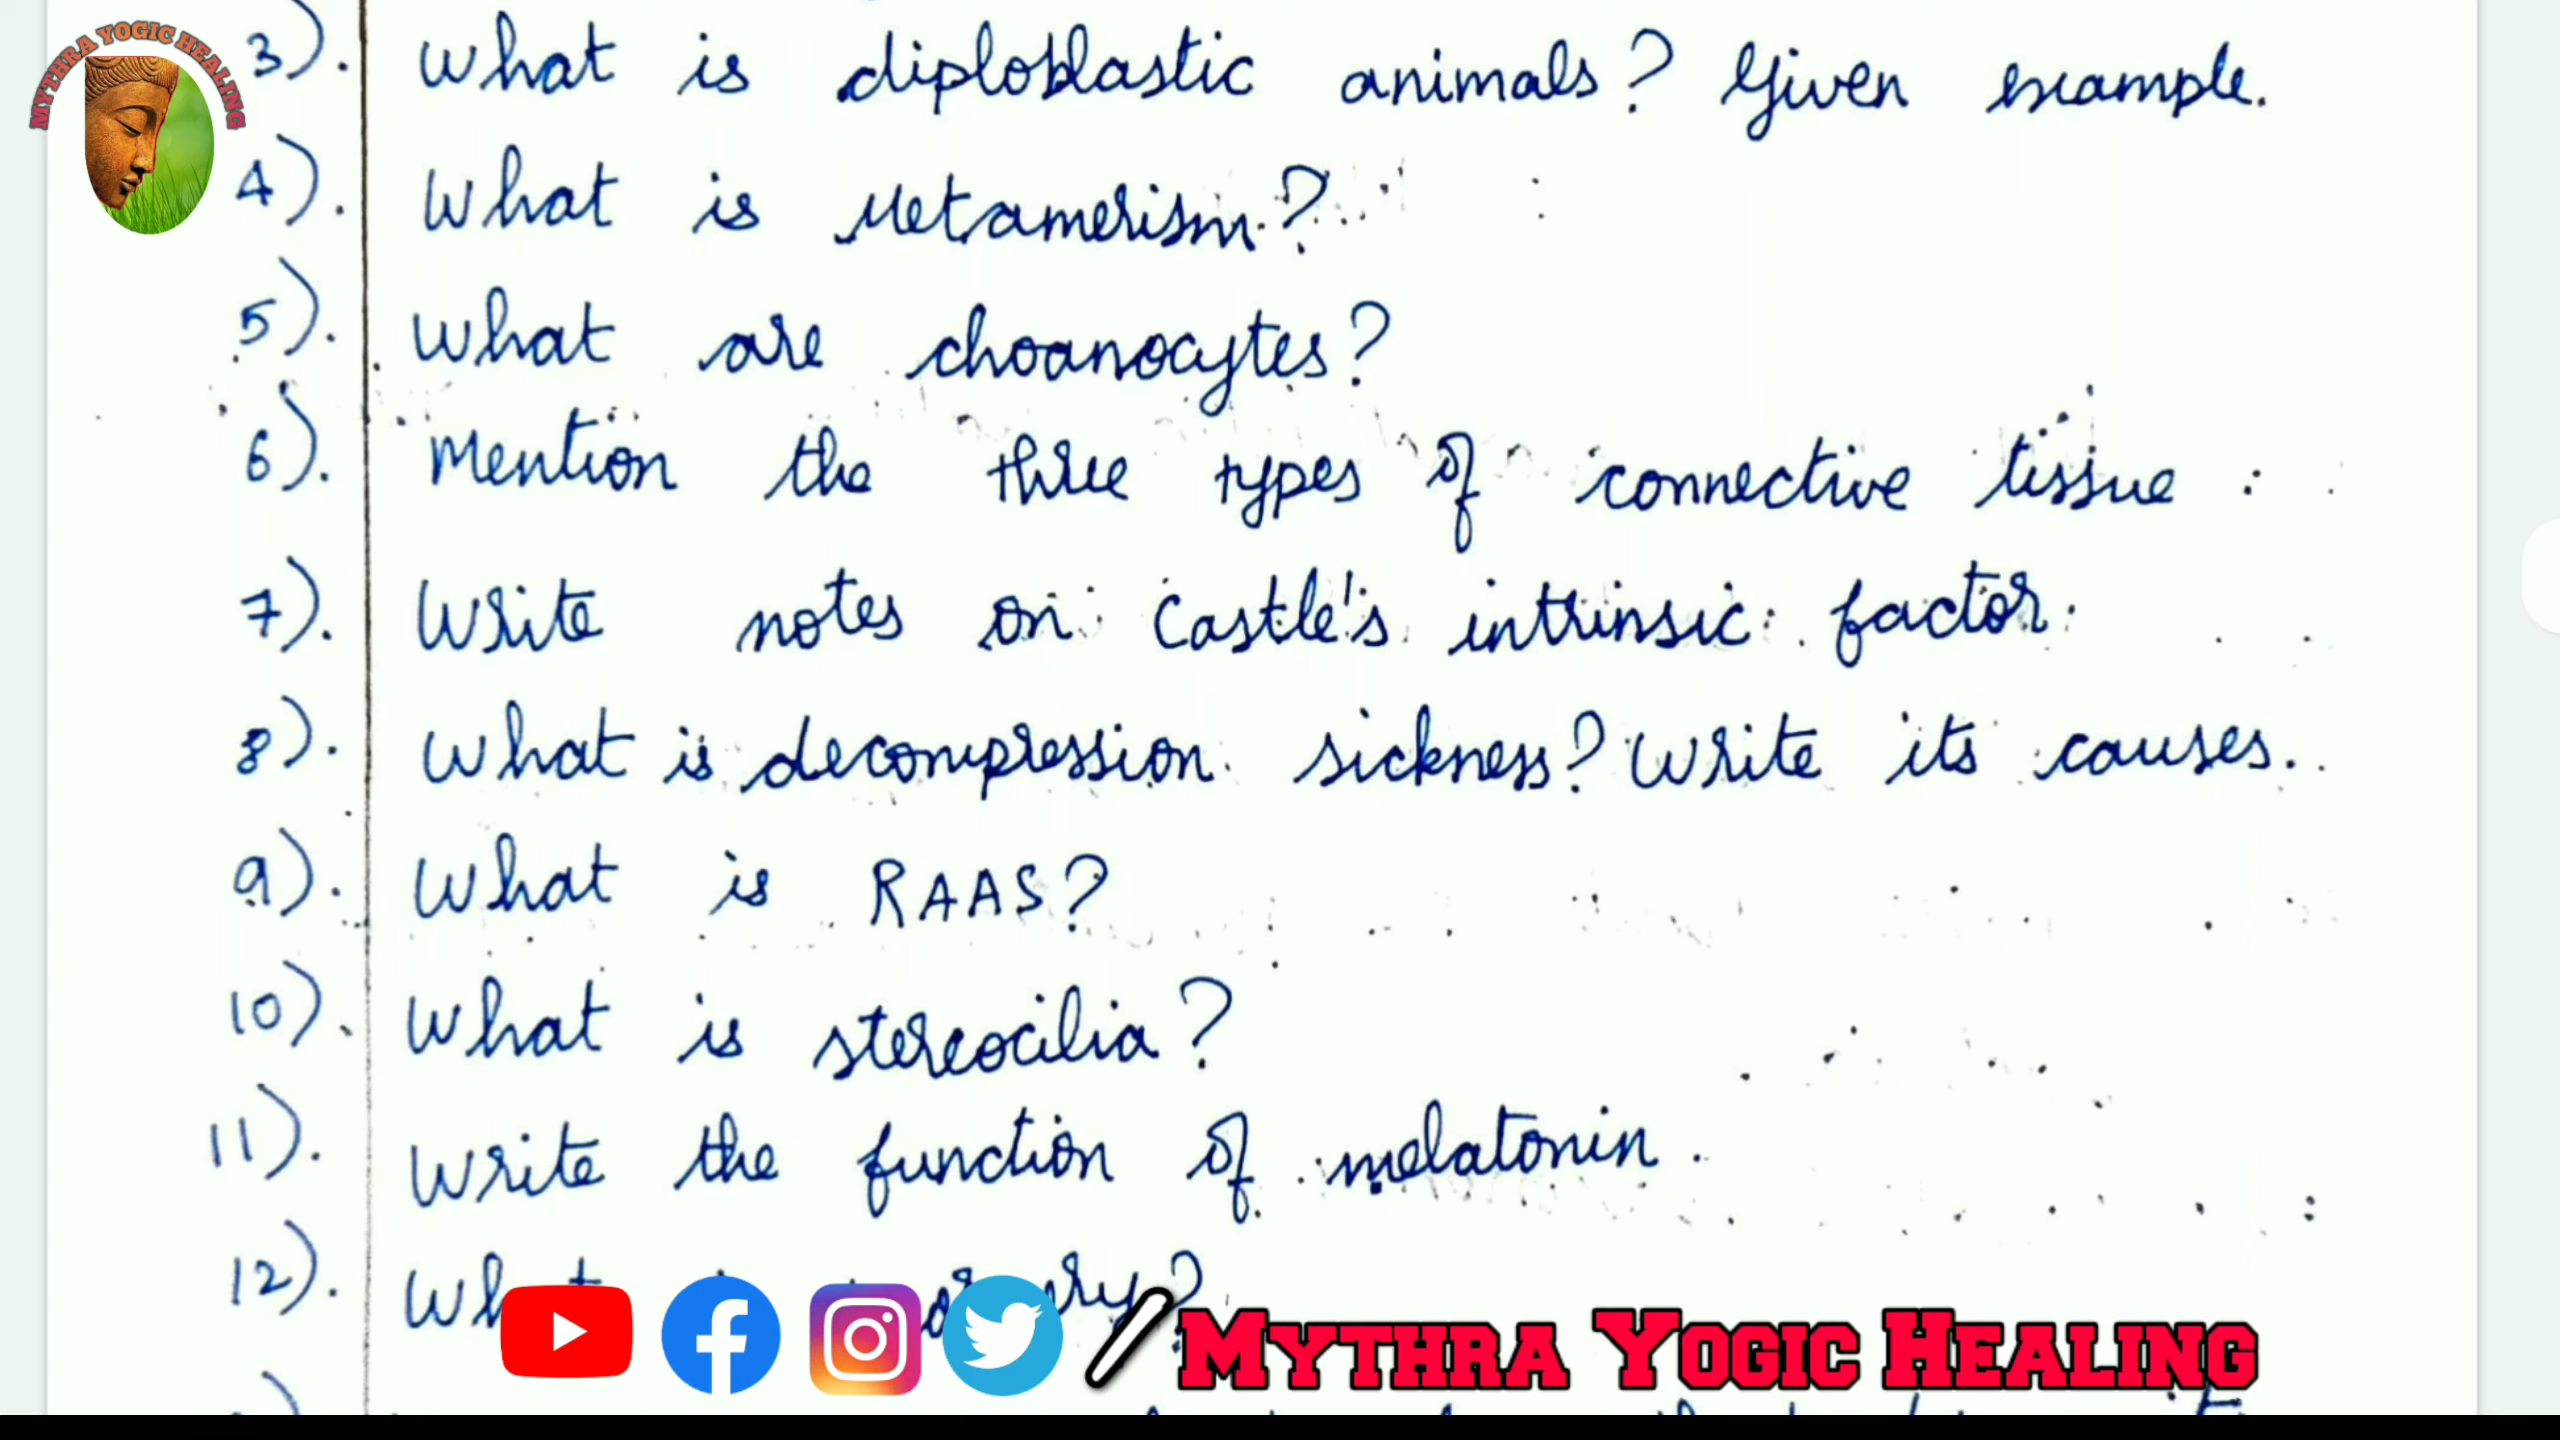 MYTHRA YOGIC HEALING
3). What is diploblastic animals? Given example.
4). What is Metamerism?
5). What are choanocytes?
6). Mention the three types of connective tissue.
7). Write notes on Castle's intrinsic factor.
8). What is decompression sickness? Write its causes.
9). What is RAAS?
10). What is stereocilia?
11). Write the function of melatonin.
12).
MYTHRA YOGIC HEALING